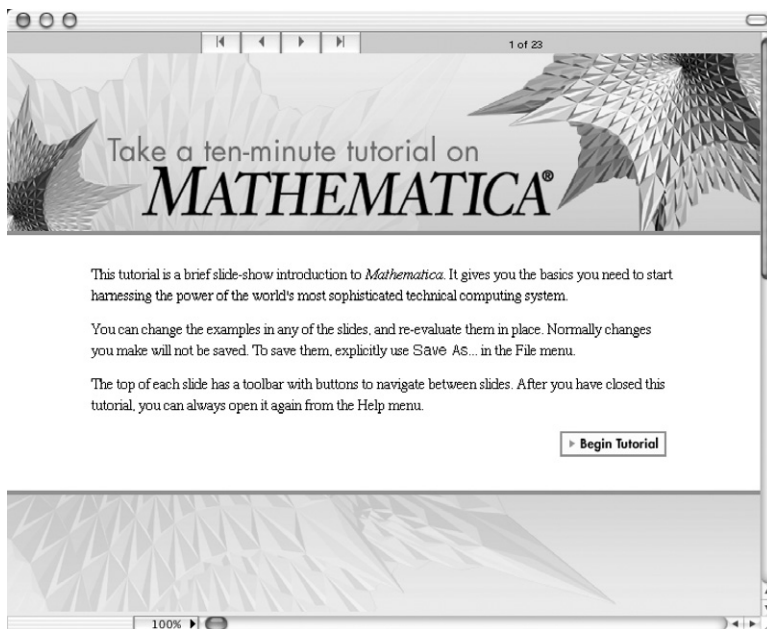 1 of 23
Take a ten-minute tutorial on
MATHEMATICA®
This tutorial is a brief slide-show introduction to Mathematica. It gives you the basics you need to start
harnessing the power of the world's most sophisticated technical computing system.
You can change the examples in any of the slides, and re-evaluate them in place. Normally changes
you make will not be saved. To save them, explicitly use Save As... in the File menu.
The top of each slide has a toolbar with buttons to navigate between slides. After you have closed this
tutorial, you can always open it again from the Help menu.
Begin Tutorial
100%